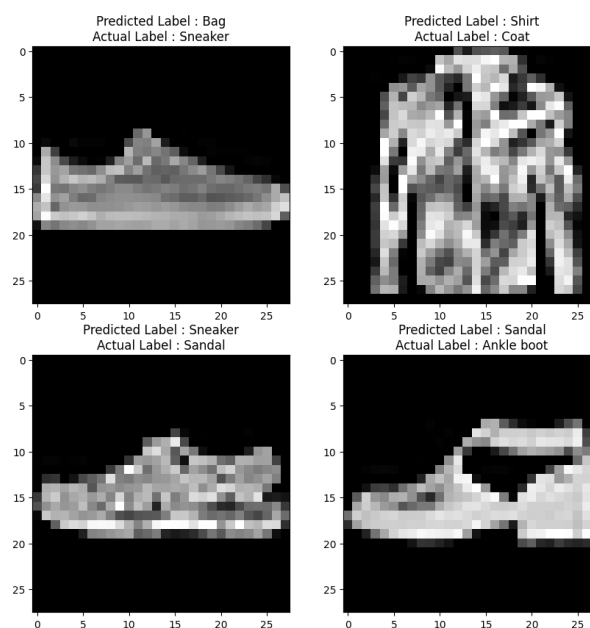 Predicted Label : Bag
Actual Label : Sneaker
0
5
10
15
20
25
0 5 10 15 20 25
Predicted Label : Shirt
Actual Label : Coat
0
5
10
15
20
25
0 5 10 15 20 25
Predicted Label : Sneaker
Actual Label : Sandal
0
5
10
15
20
25
0 5 10 15 20 25
Predicted Label : Sandal
Actual Label : Ankle boot
0
5
10
15
20
25
0 5 10 15 20 25